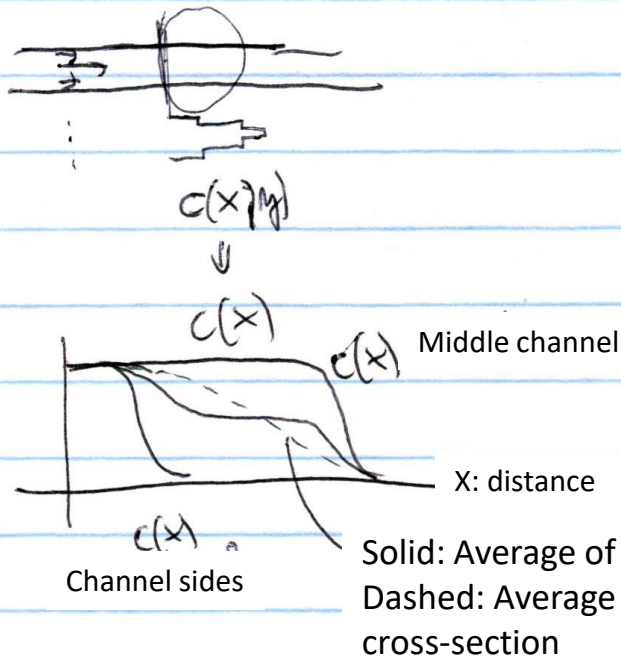 C(x,y)
⇓
C(x)
C(x)
Middle channel
X: distance
C(x)
Channel sides
Solid: Average of
Dashed: Average
cross-section